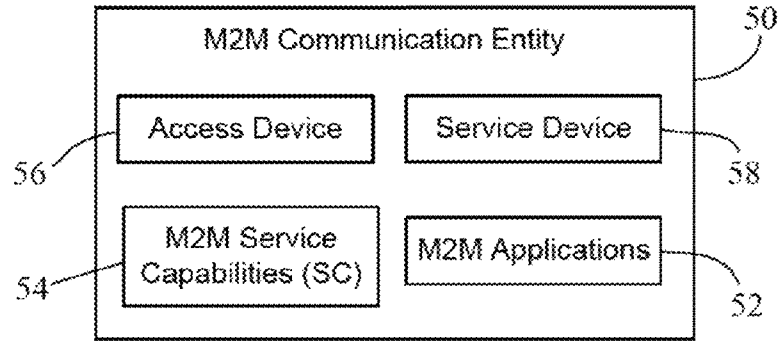 M2M Communication Entity
50
Access Device
Service Device
56
58
M2M Service
Capabilities (SC)
M2M Applications
54
52